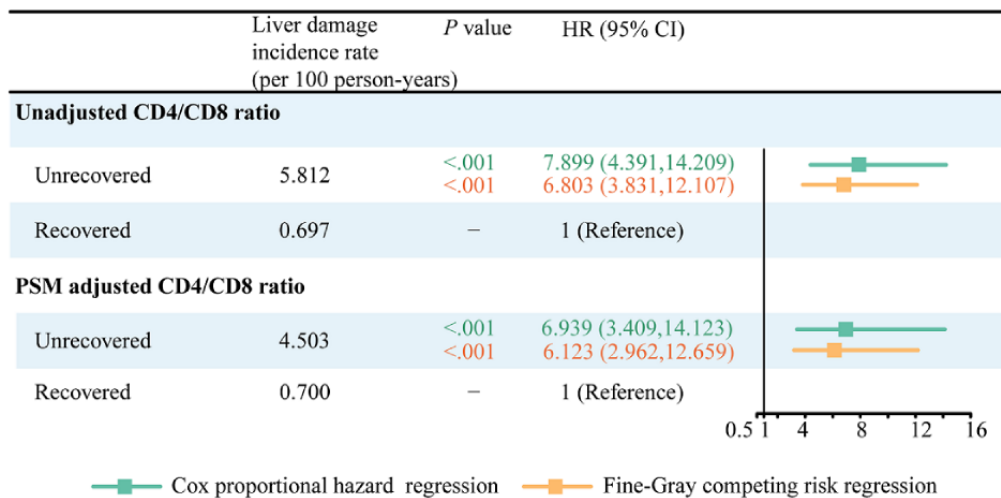 Liver damage incidence rate (per 100 person-years) P value HR (95% CI)
Unadjusted CD4/CD8 ratio
Unrecovered 5.812 <.001 7.899 (4.391,14.209)
<.001 6.803 (3.831,12.107)
Recovered 0.697 – 1 (Reference)
PSM adjusted CD4/CD8 ratio
Unrecovered 4.503 <.001 6.939 (3.409,14.123)
<.001 6.123 (2.962,12.659)
Recovered 0.700 – 1 (Reference)
0.5 1 4 8 12 16
Cox proportional hazard regression Fine-Gray competing risk regression